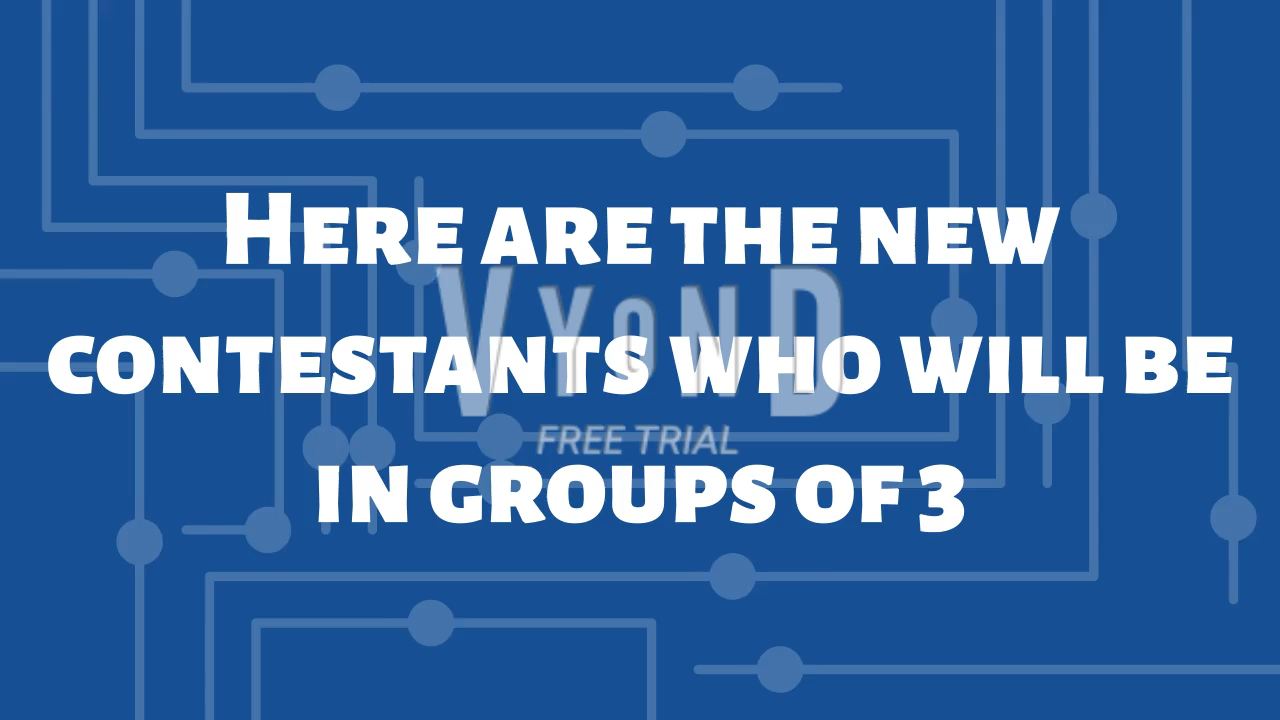 Here are the new
contestants who will be
in groups of 3
VYOND
FREE TRIAL